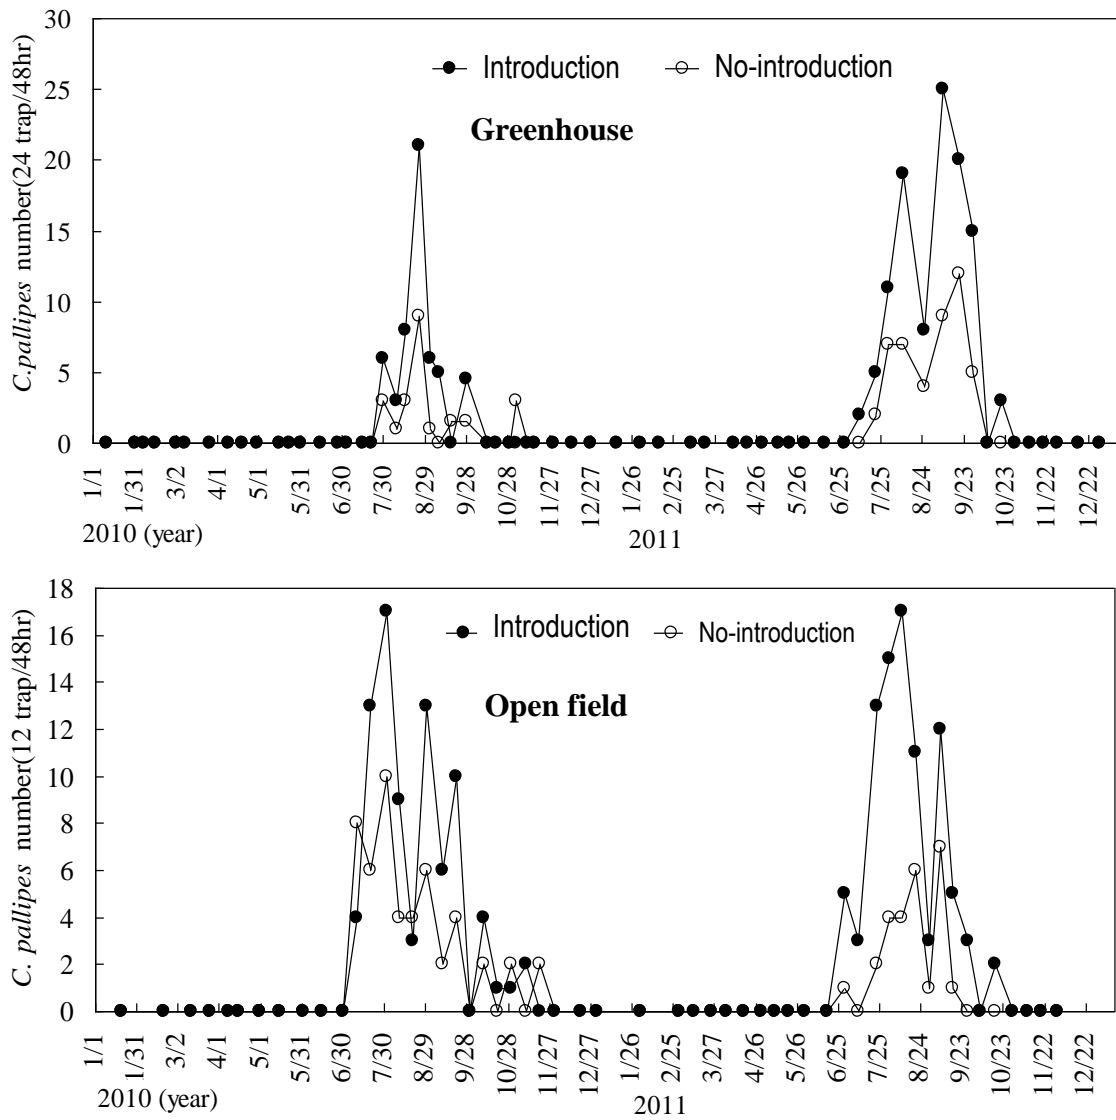 30
25
20
15
10
5
0
C.pallipes number(24 trap/48hr)
Introduction No-introduction
Greenhouse
1/1 1/31 3/2 4/1 5/1 5/31 6/30 7/30 8/29 9/28 10/28 11/27 12/27 1/26 2/25 3/27 4/26 5/26 6/25 7/25 8/24 9/23 10/23 11/22 12/22
2010 (year) 2011
18
16
14
12
10
8
6
4
2
0
C. pallipes number(12 trap/48hr)
Introduction No-introduction
Open field
1/1 1/31 3/2 4/1 5/1 5/31 6/30 7/30 8/29 9/28 10/28 11/27 12/27 1/26 2/25 3/27 4/26 5/26 6/25 7/25 8/24 9/23 10/23 11/22 12/22
2010 (year) 2011